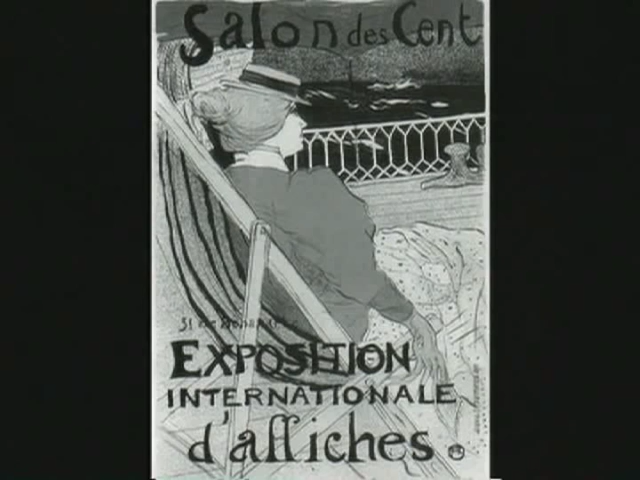 Salon des Cent
EXPOSITION
INTERNATIONALE
d'affiches